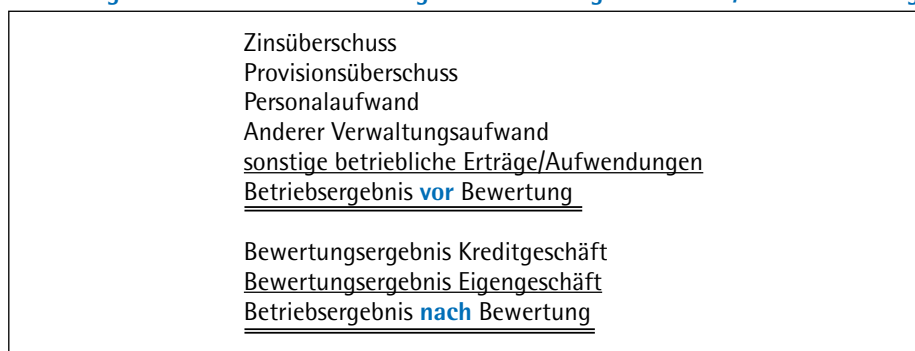 Zinsüberschuss
Provisionsüberschuss
Personalaufwand
Anderer Verwaltungsaufwand
sonstige betriebliche Erträge/Aufwendungen
Betriebsergebnis vor Bewertung
Bewertungsergebnis Kreditgeschäft
Bewertungsergebnis Eigengeschäft
Betriebsergebnis nach Bewertung